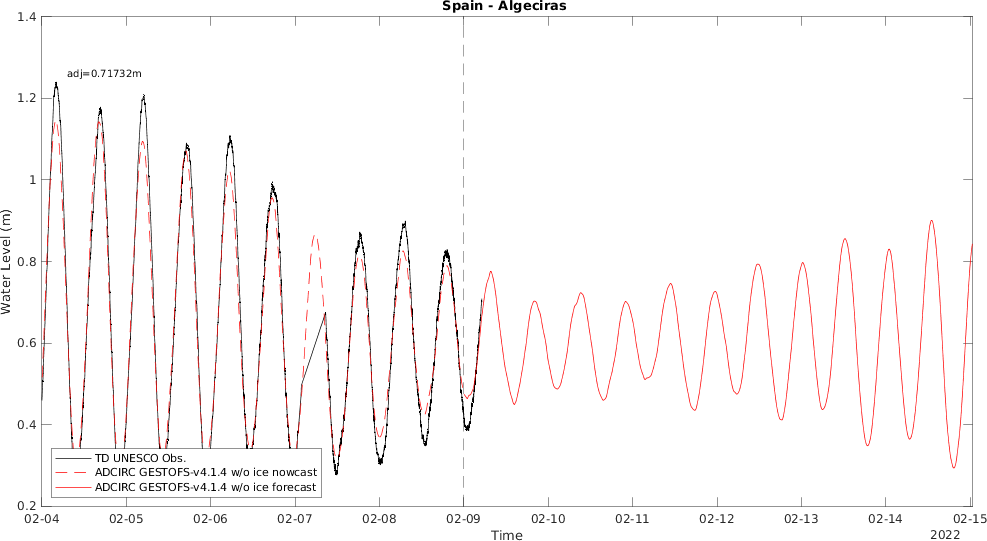 Spain - Algeciras
1.4
1.2
1
0.8
0.6
0.4
0.2
Water Level (m)
adj=0.71732m
TD UNESCO Obs.
ADCIRC GESTOFS-v4.1.4 w/o ice nowcast
ADCIRC GESTOFS-v4.1.4 w/o ice forecast
02-04 02-05 02-06 02-07 02-08 02-09 02-10 02-11 02-12 02-13 02-14 02-15
Time
2022